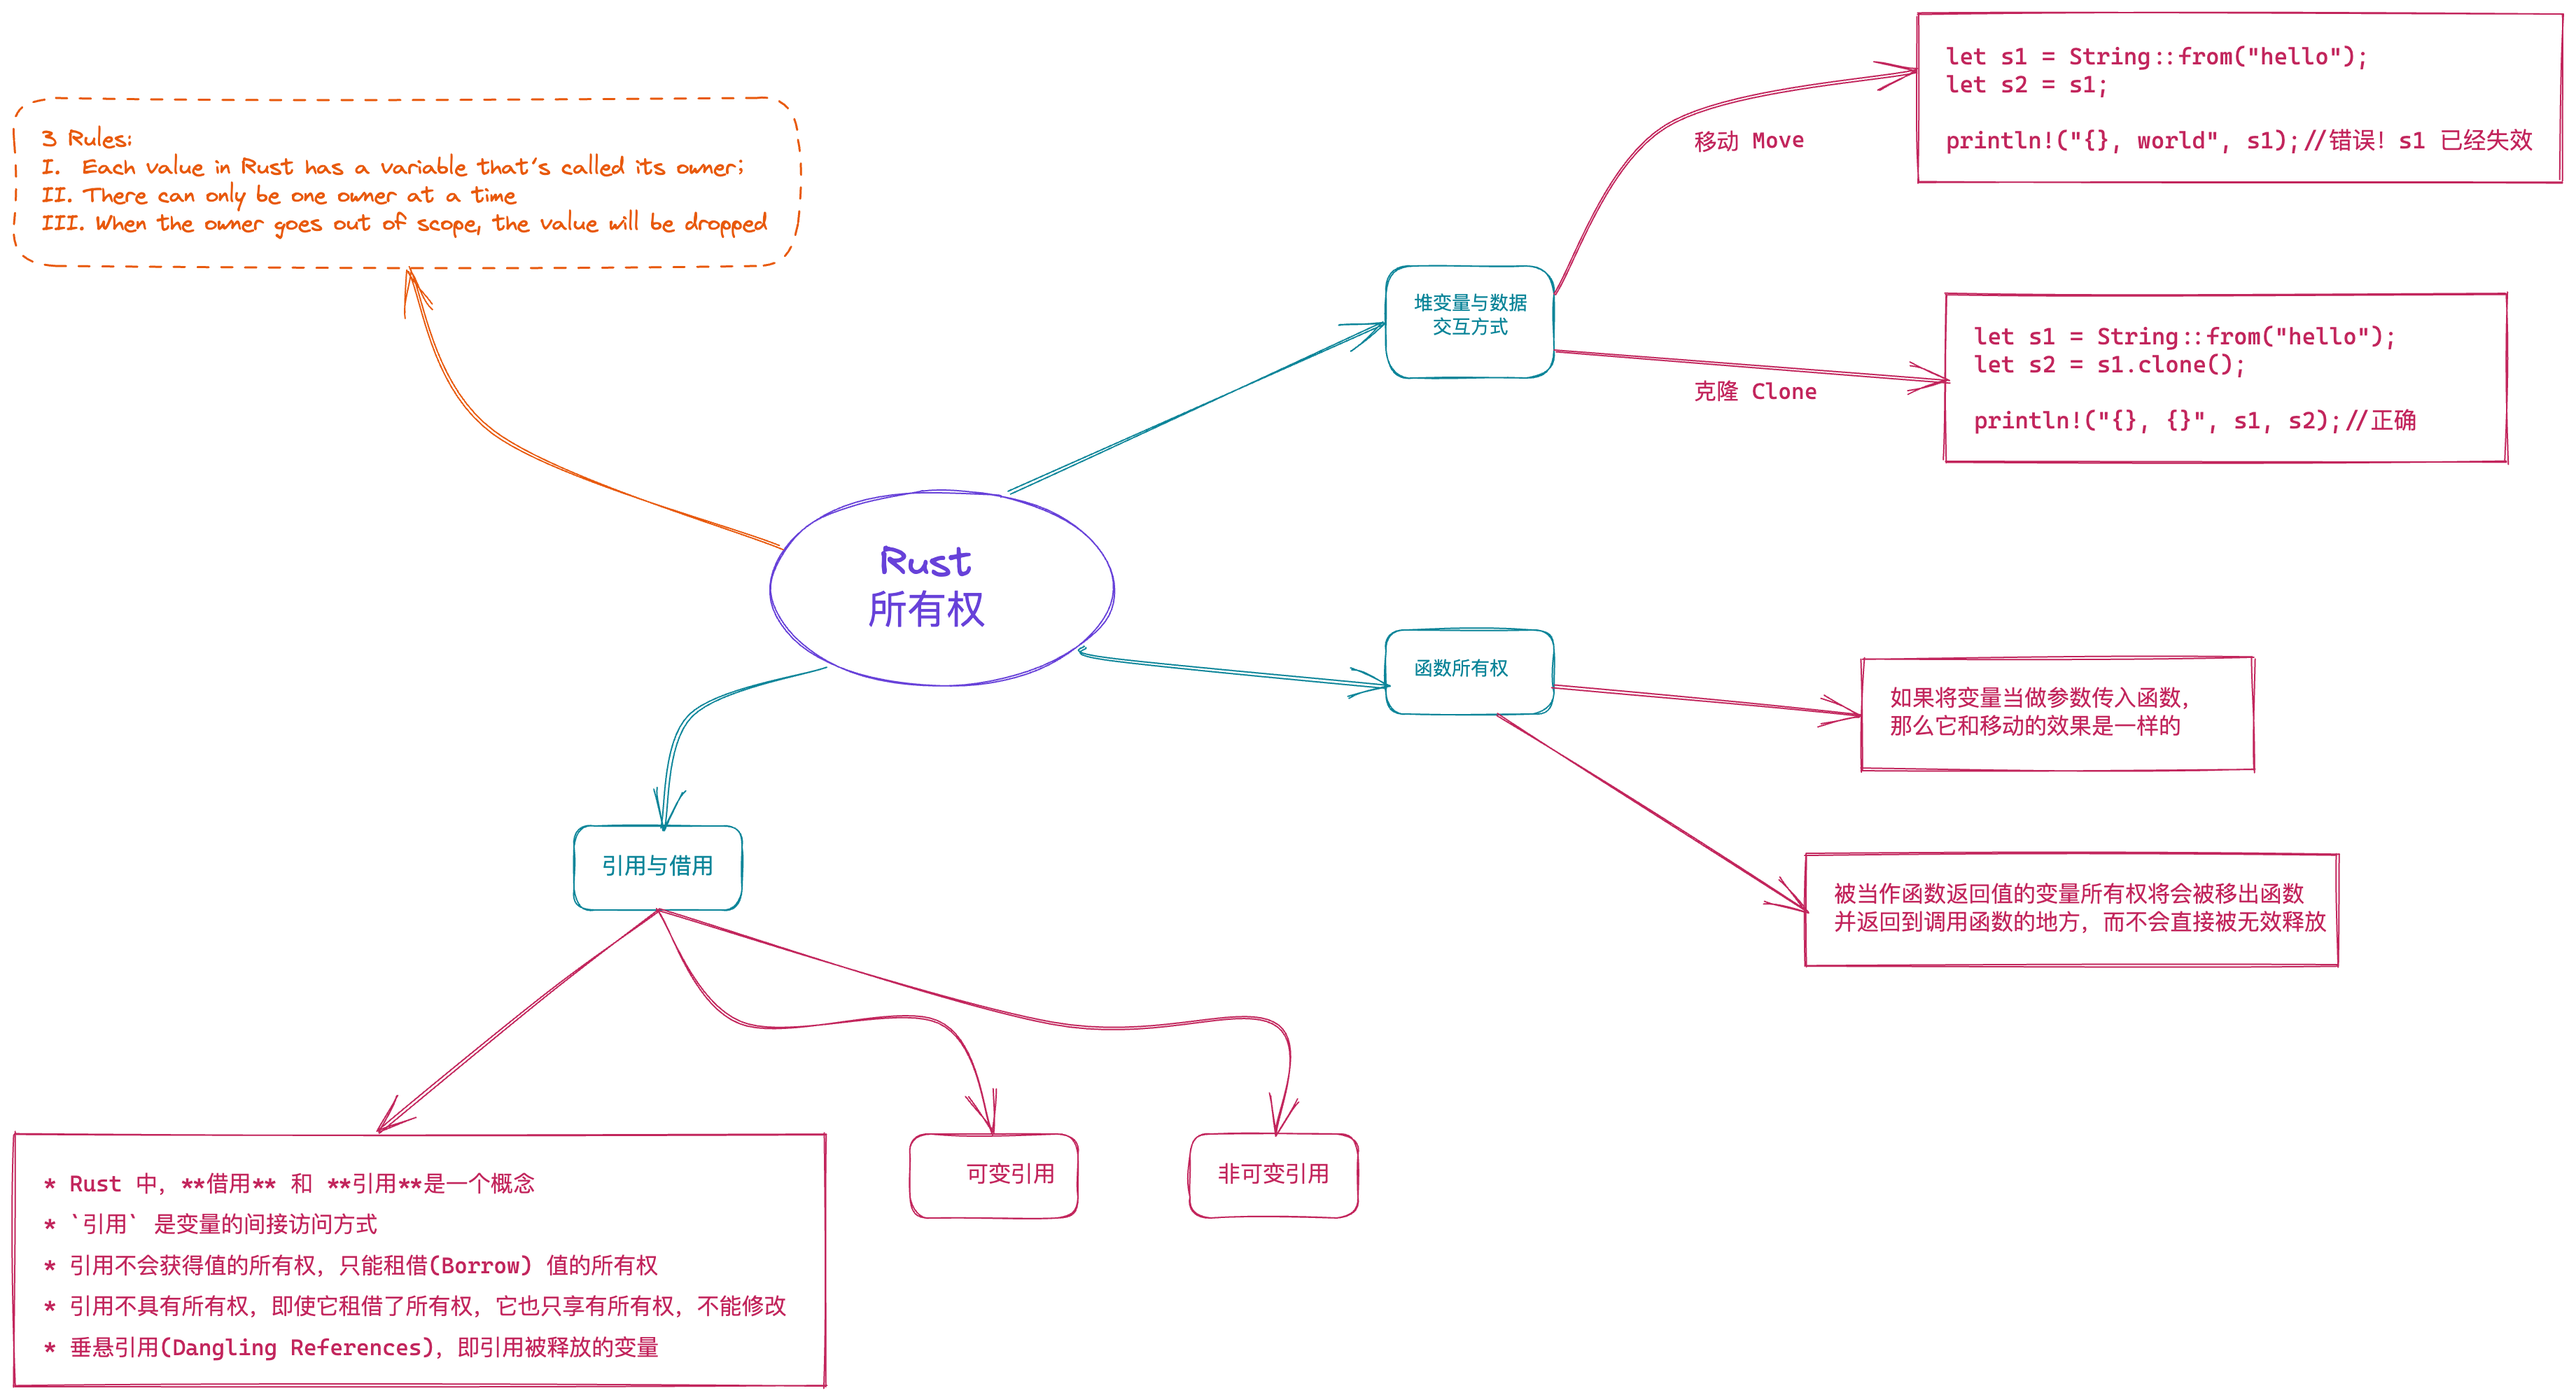 3 Rules:
I. Each value in Rust has a variable that's called its owner;
II. There can only be one owner at a time
III. When the owner goes out of scope, the value will be dropped
Rust
所有权
堆变量与数据
交互方式
移动 Move
let s1 = String::from("hello");
let s2 = s1;
println!("{}, world", s1);//错误！s1 已经失效
克隆 Clone
let s1 = String::from("hello");
let s2 = s1.clone();
println!("{}, {}", s1, s2);//正确
函数所有权
如果将变量当做参数传入函数，
那么它和移动的效果是一样的
被当作函数返回值的变量所有权将会被移出函数
并返回到调用函数的地方，而不会直接被无效释放
引用与借用
* Rust 中，**借用** 和 **引用**是一个概念
* `引用` 是变量的间接访问方式
* 引用不会获得值的所有权，只能租借(Borrow) 值的所有权
* 引用不具有所有权，即使它租借了所有权，它也只享有所有权，不能修改
* 垂悬引用(Dangling References)，即引用被释放的变量
可变引用
非可变引用